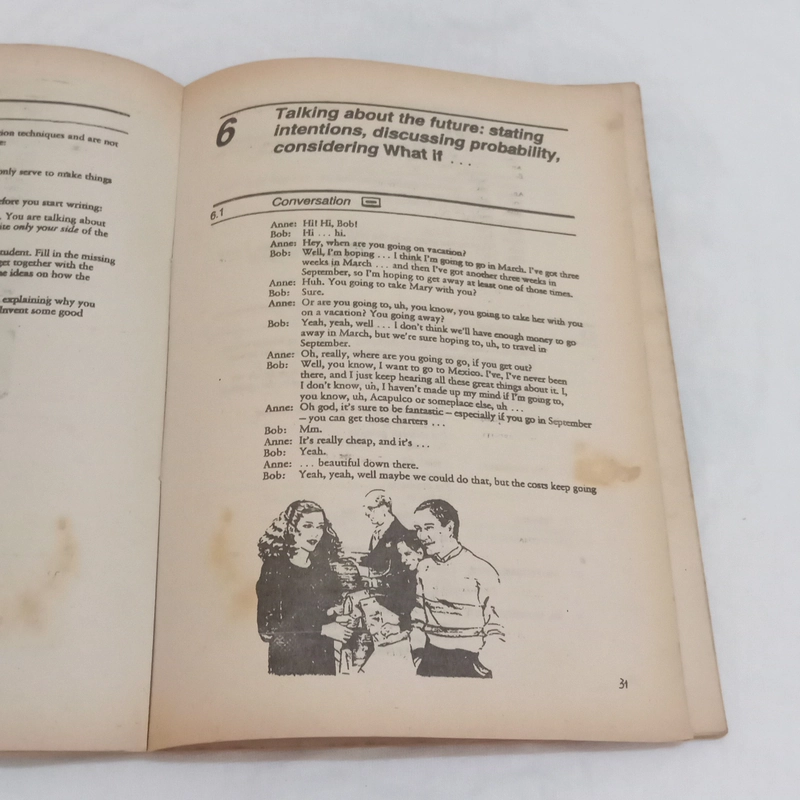 ion techniques and are not
e:
only serve to make things
fore you start writing:
. You are talking about
ite only your side of the
udent. Fill in the missing
get together with the
e ideas on how the
explaining why you
Invent some good
6
Talking about the future: stating
intentions, discussing probability,
considering What if ...
6.1
Conversation
Anne: Hi! Hi, Bob!
Bob: Hi ... hi.
Anne: Hey, when are you going on vacation?
Bob: Well, I'm hoping ... I think I'm gomg to go in March. I've got three
weeks in March ... and then I've got another three weeks in
September, so I'm hoping to get away at least one of those times.
Anne: Huh. You going to take Mary with you?
Bob: Sure.
Anne: Or are you going to, uh, you know, you going to take her with you
on a vacation? You going away?
Bob: Yeah, yeah, well ... I don't think we'll have enough money to go
away in March, but we're sure hoping to, uh, to travel in
September.
Anne: Oh, really, where are you going to go, if you get out?
Bob: Well, you know, I want to go to Mexico. I've, I've never been
there, and I just keep hearing all these great things about it. I,
I don't know, uh, I haven't made up my mind if I'm going to,
you know, uh, Acapulco or someplace else, uh ...
Anne: Oh god, it's sure to be fantastic – especially if you go in September
– you can get those charters ...
Bob: Mm.
Anne: It's really cheap, and it's ...
Bob: Yeah.
Anne: ... beautiful down there.
Bob: Yeah, yeah, well maybe we could do that, but the costs keep going
31